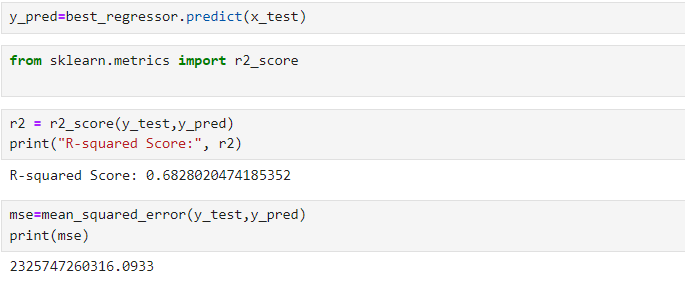 y_pred=best_regressor.predict(x_test)
from sklearn.metrics import r2_score
r2 = r2_score(y_test,y_pred)
print("R-squared Score:", r2)
R-squared Score: 0.6828020474185352
mse=mean_squared_error(y_test,y_pred)
print(mse)
2325747260316.0933